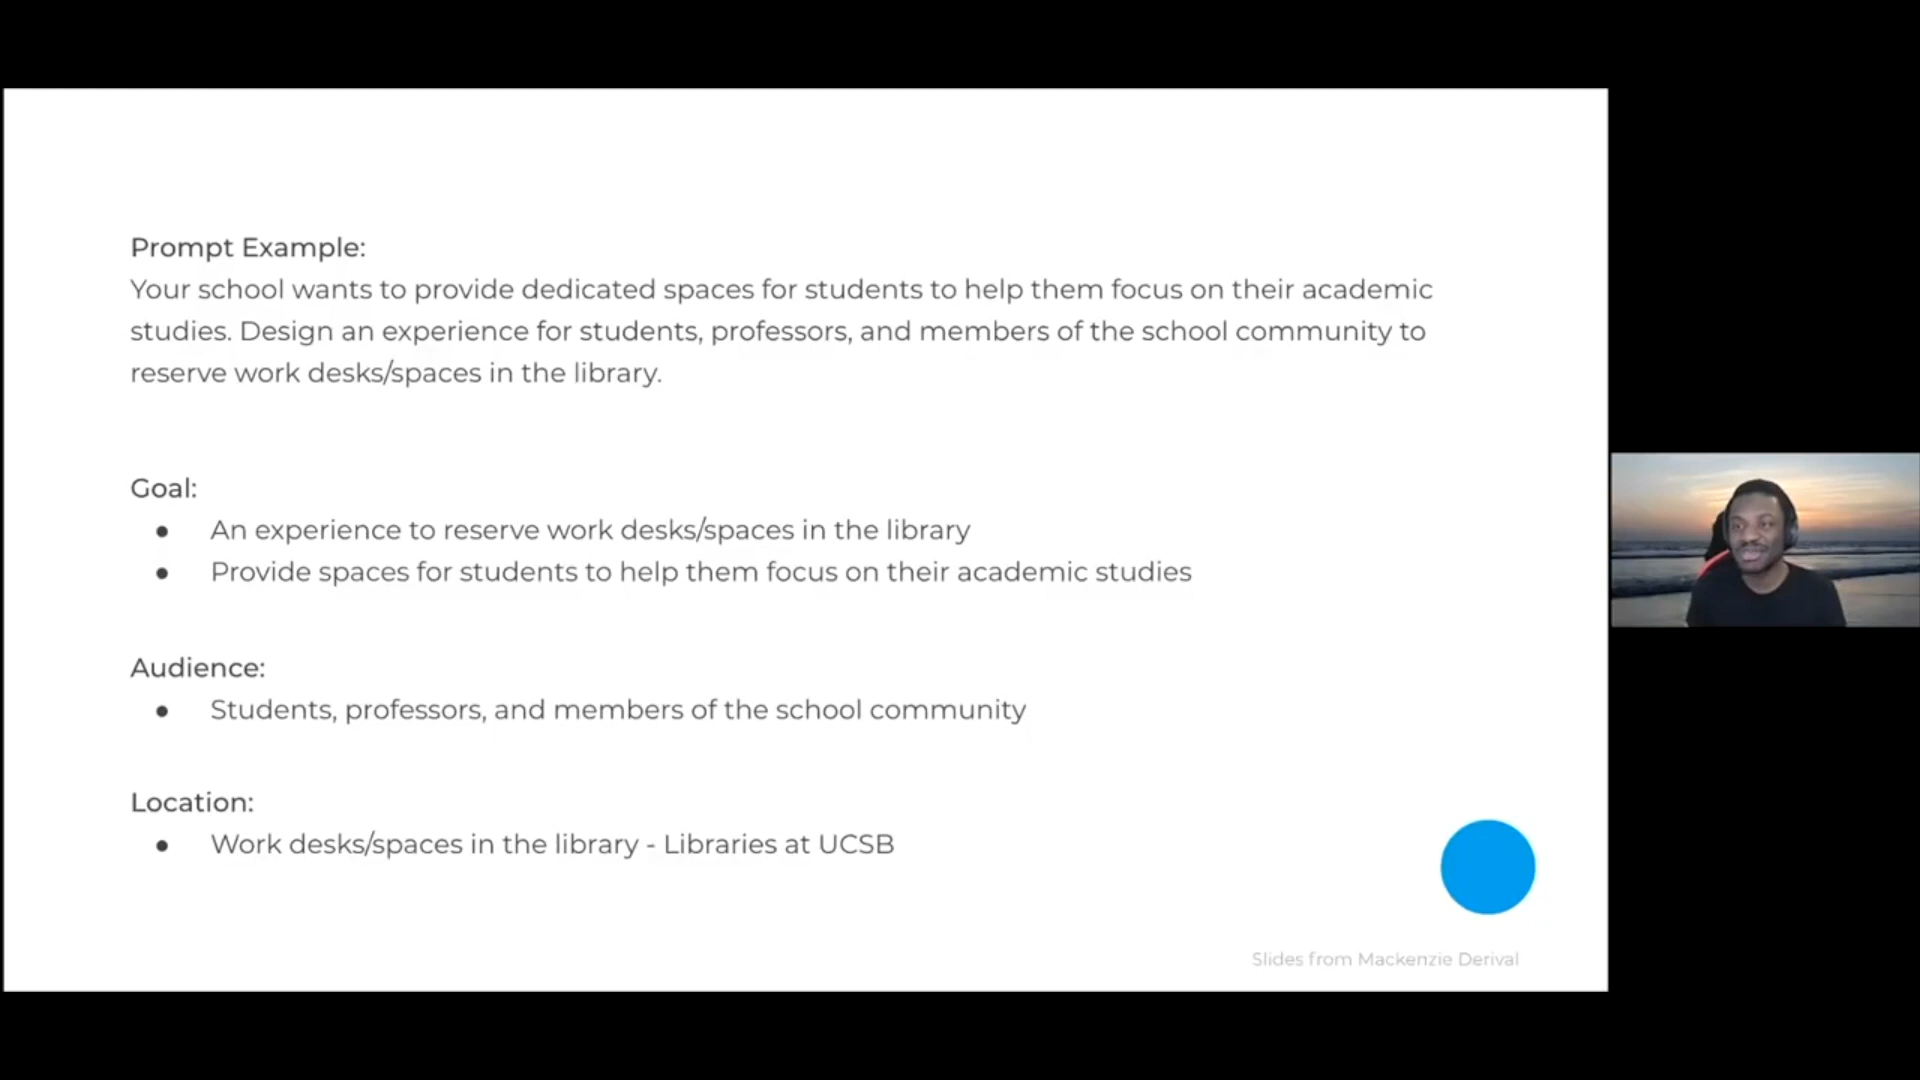 Prompt Example:
Your school wants to provide dedicated spaces for students to help them focus on their academic
studies. Design an experience for students, professors, and members of the school community to
reserve work desks/spaces in the library.
Goal:
● An experience to reserve work desks/spaces in the library
● Provide spaces for students to help them focus on their academic studies
Audience:
● Students, professors, and members of the school community
Location:
● Work desks/spaces in the library - Libraries at UCSB
Slides from Mackenzie Derival